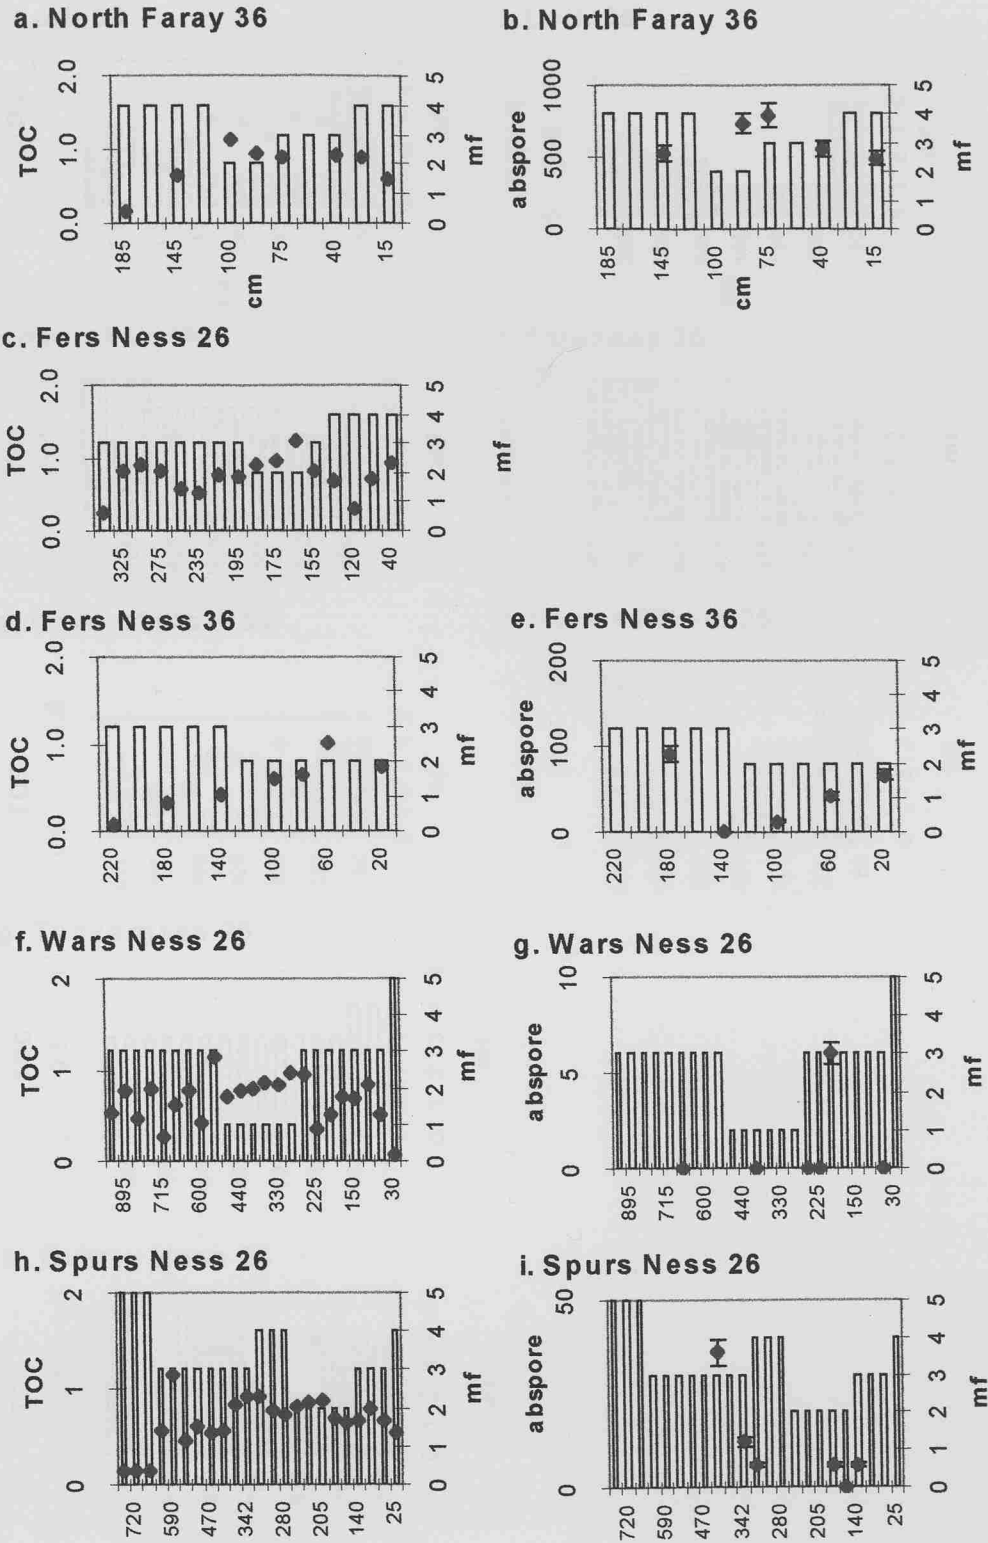 a. North Faray 36
TOC
0.0 1.0 2.0
0 1 2 3 4 5
mf
185 145 100 75 40 15
cm
b. North Faray 36
abspore
0 500 1000
0 1 2 3 4 5
mf
185 145 100 75 40 15
cm
c. Fers Ness 26
TOC
0.0 1.0 2.0
0 1 2 3 4 5
mf
325 275 235 195 175 155 120 40
d. Fers Ness 36
TOC
0.0 1.0 2.0
0 1 2 3 4 5
mf
220 180 140 100 60 20
e. Fers Ness 36
abspore
0 100 200
0 1 2 3 4 5
mf
220 180 140 100 60 20
f. Wars Ness 26
TOC
0 1 2
0 1 2 3 4 5
mf
895 715 600 440 330 225 150 30
g. Wars Ness 26
abspore
0 5 10
0 1 2 3 4 5
mf
895 715 600 440 330 225 150 30
h. Spurs Ness 26
TOC
0 1 2
0 1 2 3 4 5
mf
720 590 470 342 280 205 140 25
i. Spurs Ness 26
abspore
0 50
0 1 2 3 4 5
mf
720 590 470 342 280 205 140 25